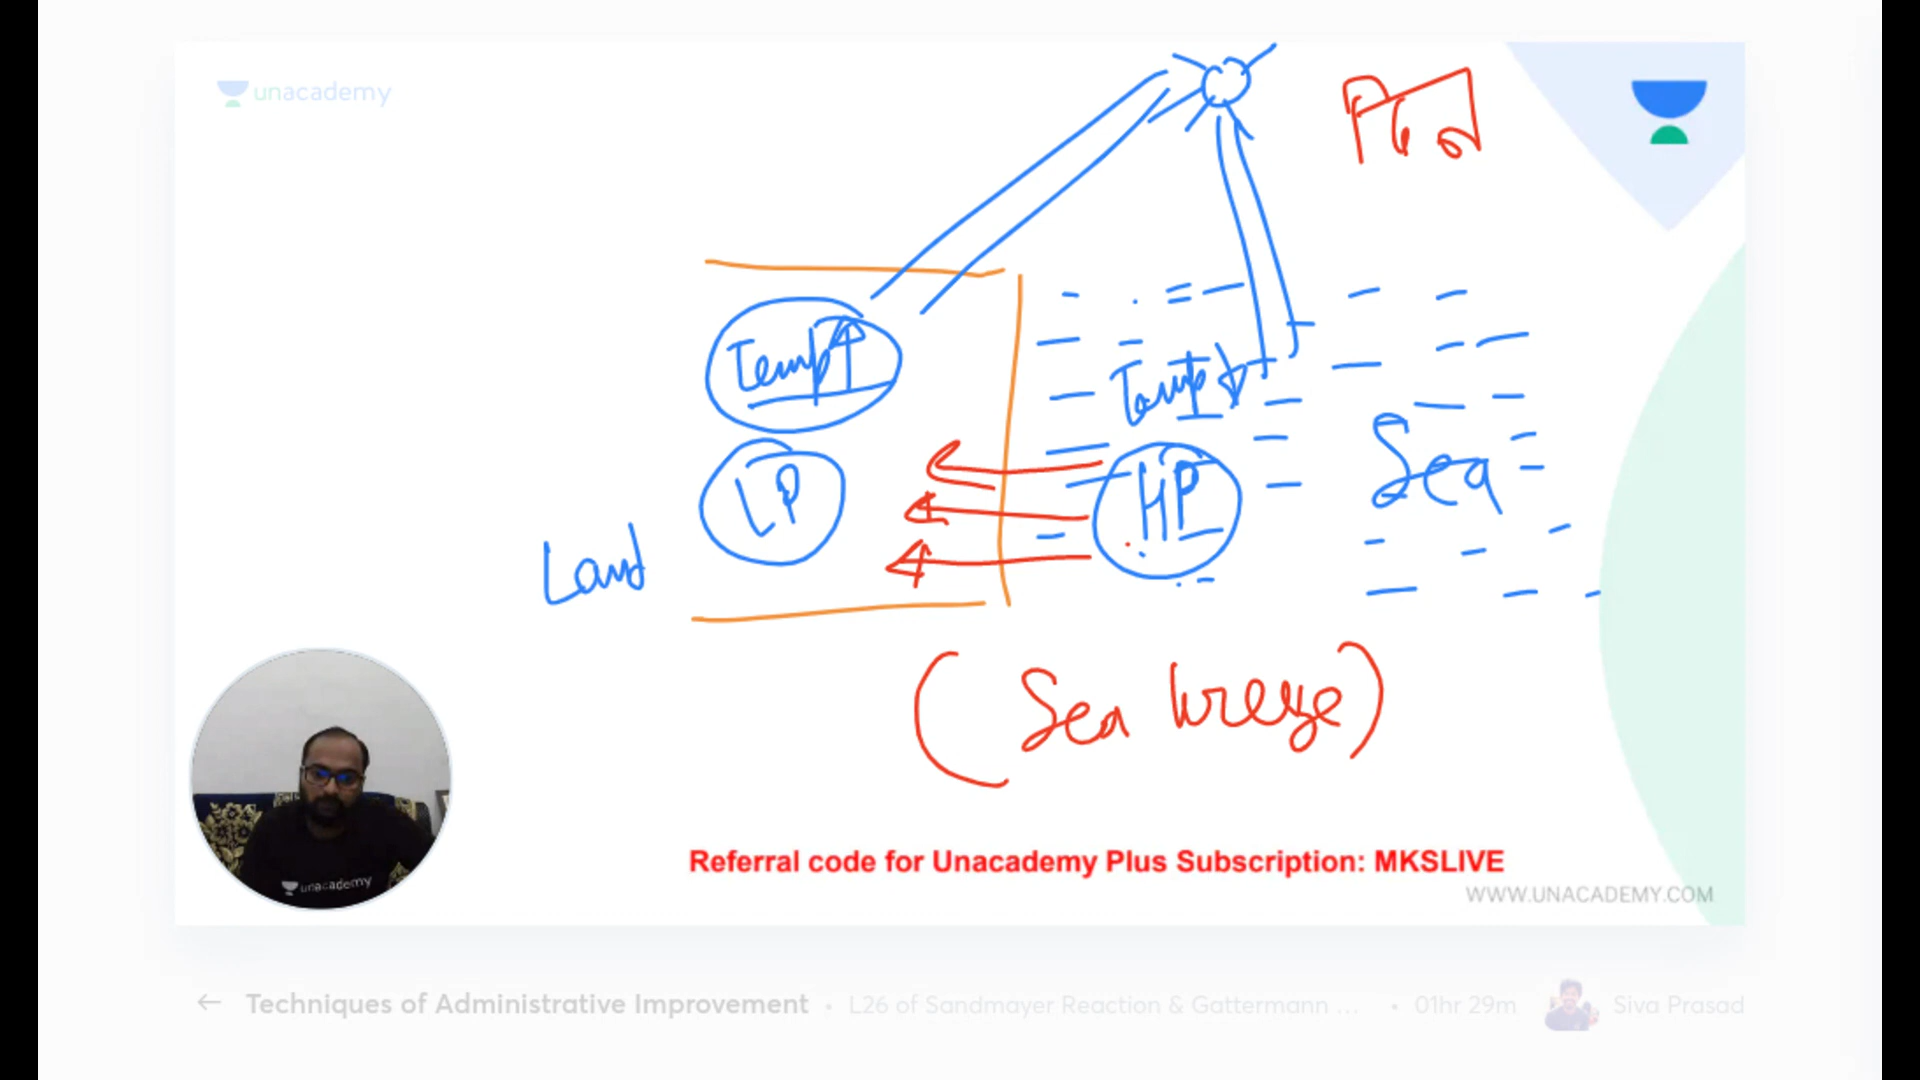 unacademy
Temp↑
Temp↓
Sea
LP
HP
Land
(Sea breeze)
unacademy
Referral code for Unacademy Plus Subscription: MKSLIVE
WWW.UNACADEMY.COM
← Techniques of Administrative Improvement • L26 of Sandmayer Reaction & Gattermann ... • 01hr 29m Siva Prasad